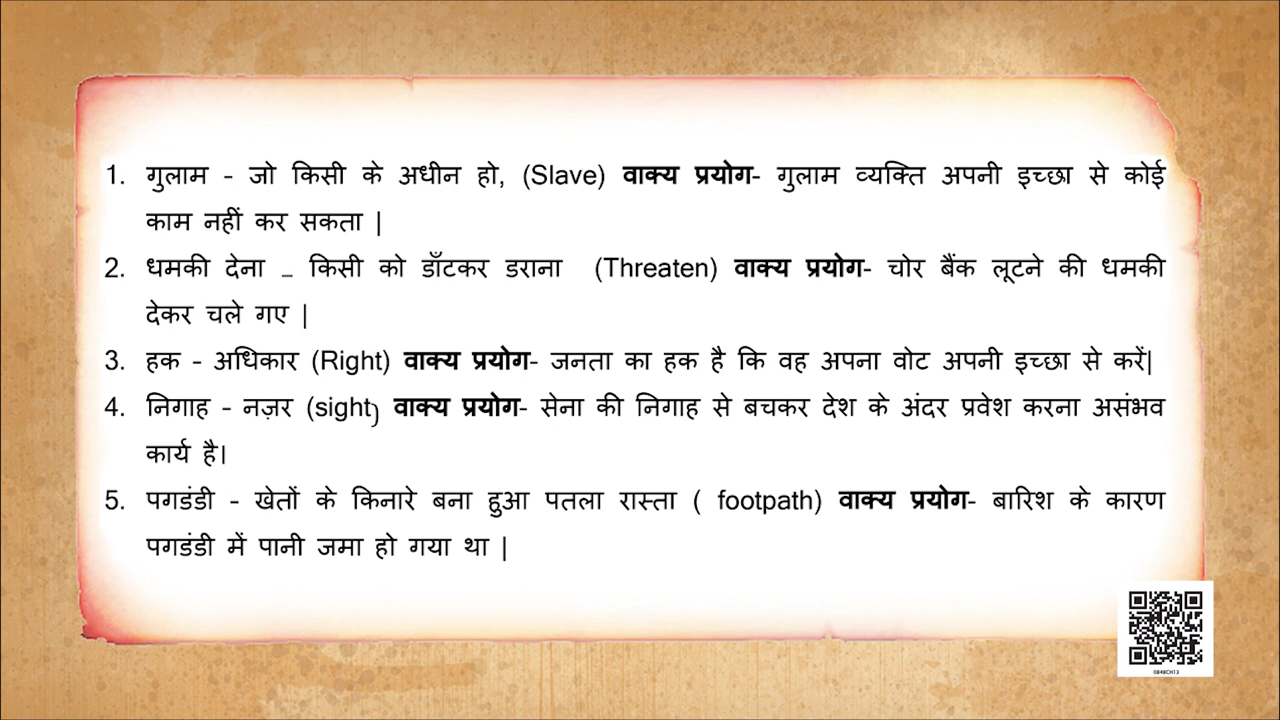 1. गुलाम – जो किसी के अधीन हो, (Slave) वाक्य प्रयोग- गुलाम व्यक्ति अपनी इच्छा से कोई
काम नहीं कर सकता |
2. धमकी देना _ किसी को डाँटकर डराना (Threaten) वाक्य प्रयोग- चोर बैंक लूटने की धमकी
देकर चले गए |
3. हक – अधिकार (Right) वाक्य प्रयोग- जनता का हक है कि वह अपना वोट अपनी इच्छा से करें|
4. निगाह – नज़र (sight) वाक्य प्रयोग- सेना की निगाह से बचकर देश के अंदर प्रवेश करना असंभव
कार्य है।
5. पगडंडी – खेतों के किनारे बना हुआ पतला रास्ता ( footpath) वाक्य प्रयोग- बारिश के कारण
पगडंडी में पानी जमा हो गया था |
0848CH13